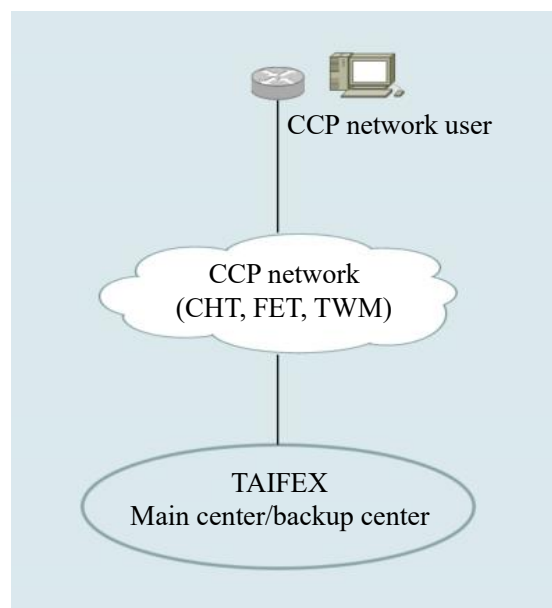 CCP network user
CCP network
(CHT, FET, TWM)
TAIFEX
Main center/backup center